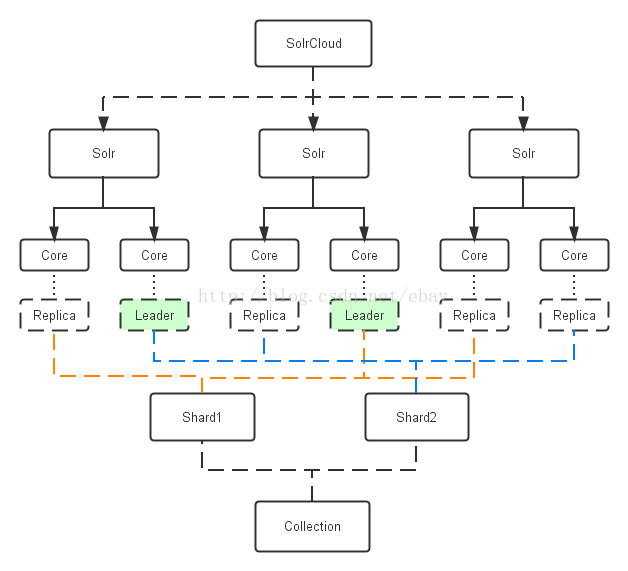 SolrCloud
Solr Solr Solr
Core Core Core Core Core Core
http://blog.csdn.net/ebay
Replica Leader Replica Leader Replica Replica
Shard1 Shard2
Collection